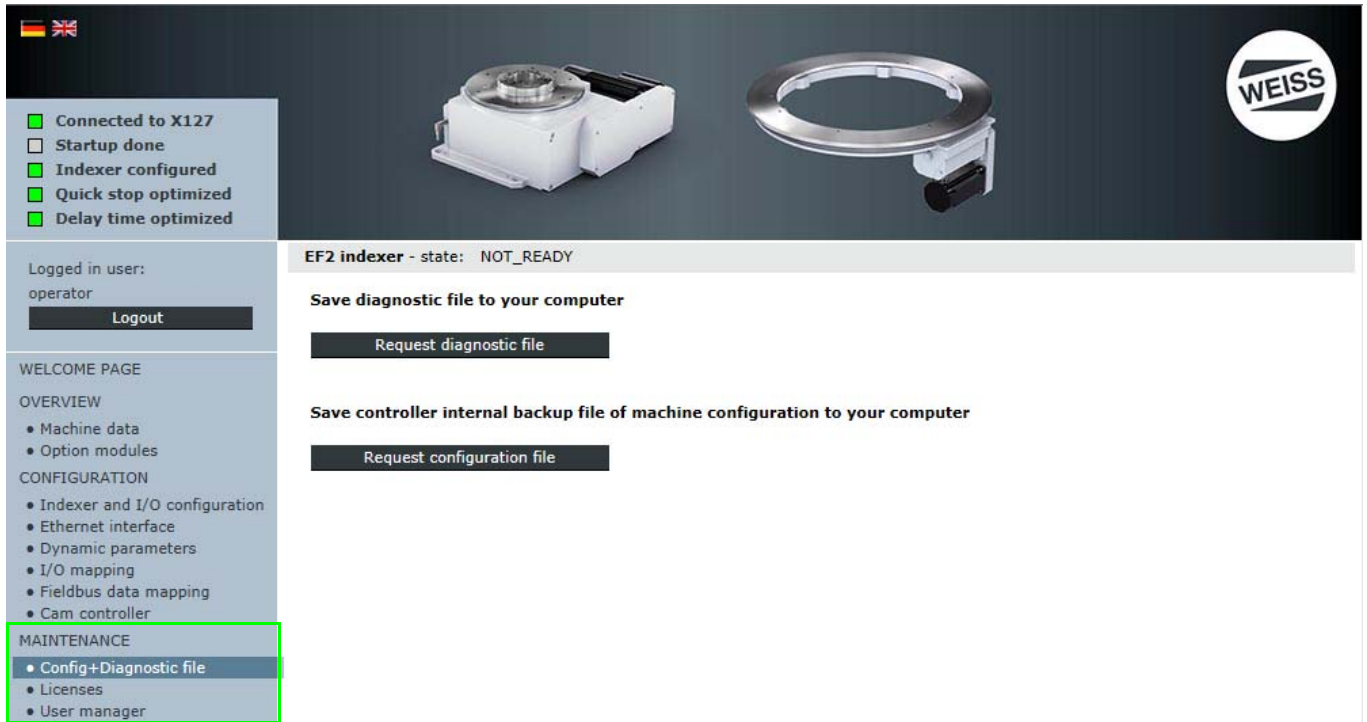 WEISS
Connected to X127
Startup done
Indexer configured
Quick stop optimized
Delay time optimized
Logged in user:
operator
Logout
WELCOME PAGE
OVERVIEW
• Machine data
• Option modules
CONFIGURATION
• Indexer and I/O configuration
• Ethernet interface
• Dynamic parameters
• I/O mapping
• Fieldbus data mapping
• Cam controller
MAINTENANCE
• Config+Diagnostic file
• Licenses
• User manager
EF2 indexer - state: NOT_READY
Save diagnostic file to your computer
Request diagnostic file
Save controller internal backup file of machine configuration to your computer
Request configuration file